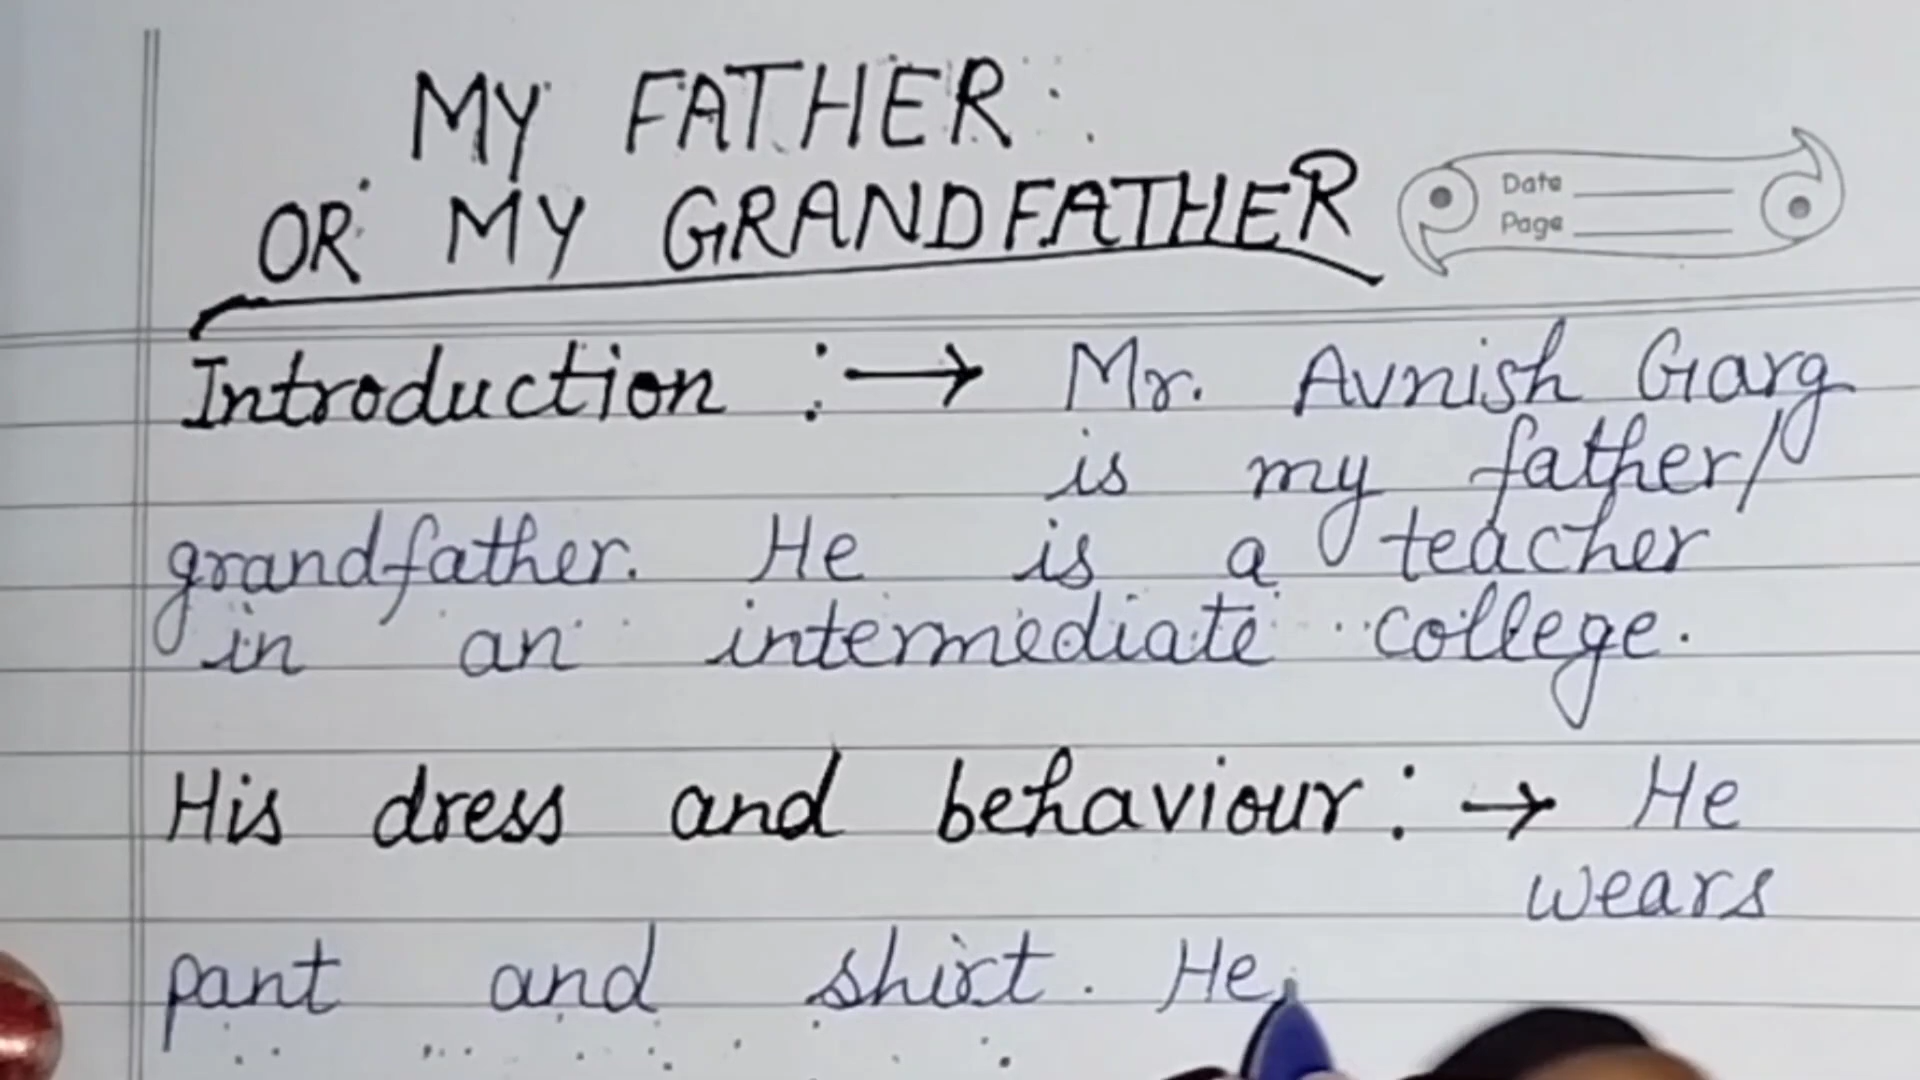 MY FATHER
OR MY GRANDFATHER
Date
Page
Introduction :→ Mr. Avnish Garg
is my father/
grandfather. He is a teacher
in an intermediate college.
His dress and behaviour :→ He
wears
pant and shirt. He